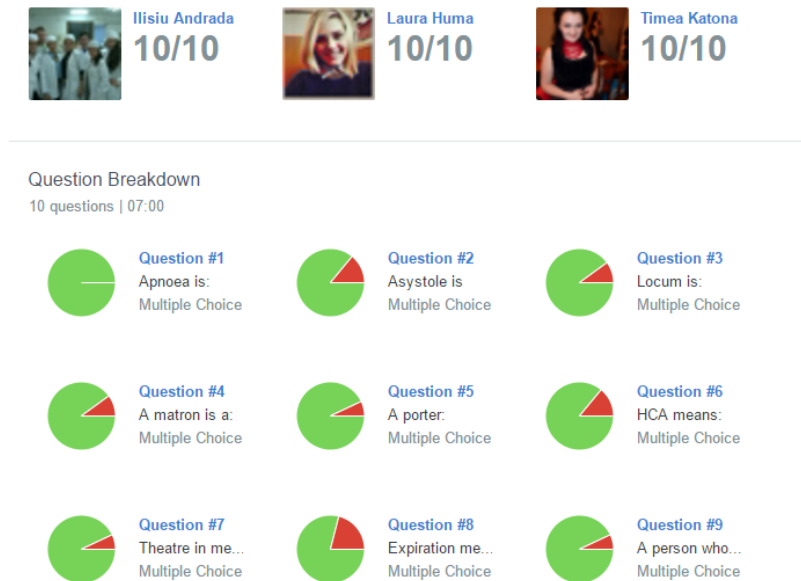 Ilisiu Andrada
10/10
Laura Huma
10/10
Timea Katona
10/10
Question Breakdown
10 questions | 07:00
Question #1
Apnoea is:
Multiple Choice
Question #2
Asystole is
Multiple Choice
Question #3
Locum is:
Multiple Choice
Question #4
A matron is a:
Multiple Choice
Question #5
A porter:
Multiple Choice
Question #6
HCA means:
Multiple Choice
Question #7
Theatre in me...
Multiple Choice
Question #8
Expiration me...
Multiple Choice
Question #9
A person who...
Multiple Choice